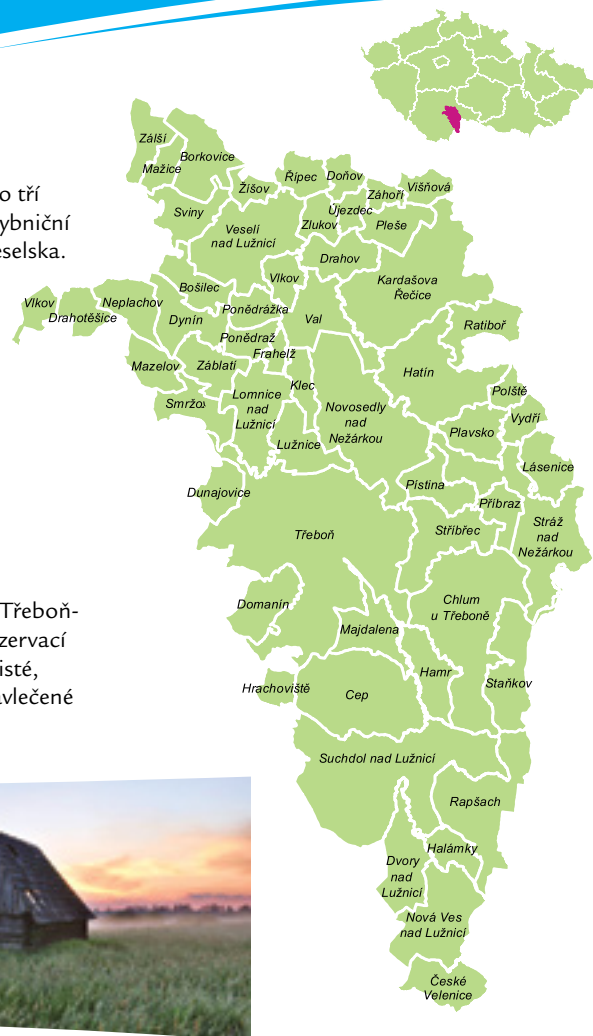 o tří
ybniční
eselska.
Třeboň-
zervací
isté,
vlečené
Zálší
Mažice
Borkovice
Žíšov
Řípec
Doňov
Záhoří
Višňová
Sviny
Veselí
nad Lužnicí
Zlukov
Újezdec
Pleše
Drahov
Vlkov
Kardašova
Řečice
Bošilec
Vlkov
Drahotěšice
Neplachov
Dynín
Ponědrážka
Val
Ratiboř
Ponědraž
Frahelž
Mazelov
Záblatí
Klec
Hatín
Polště
Smržo
Lomnice
nad
Lužnicí
Novosedly
nad
Nežárkou
Vydří
Plavsko
Lužnice
Lásenice
Dunajovice
Pístina
Příbraz
Třeboň
Stříbřec
Stráž
nad
Nežárkou
Domanín
Chlum
u Třeboně
Majdalena
Hrachoviště
Cep
Hamr
Staňkov
Suchdol nad Lužnicí
Rapšach
Halámky
Dvory
nad
Lužnicí
Nová Ves
nad Lužnicí
České
Velenice